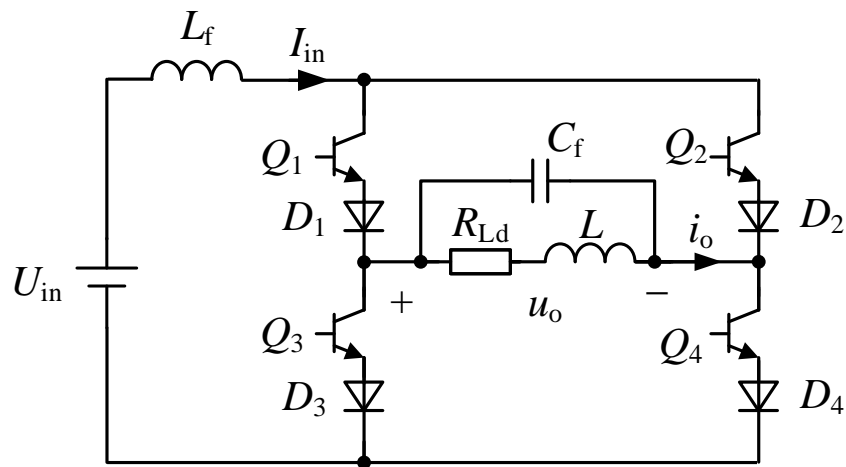 L_f
I_in
Q_1
C_f
Q_2
D_1
R_Ld
L
i_o
D_2
U_in
+
u_o
−
Q_3
Q_4
D_3
D_4